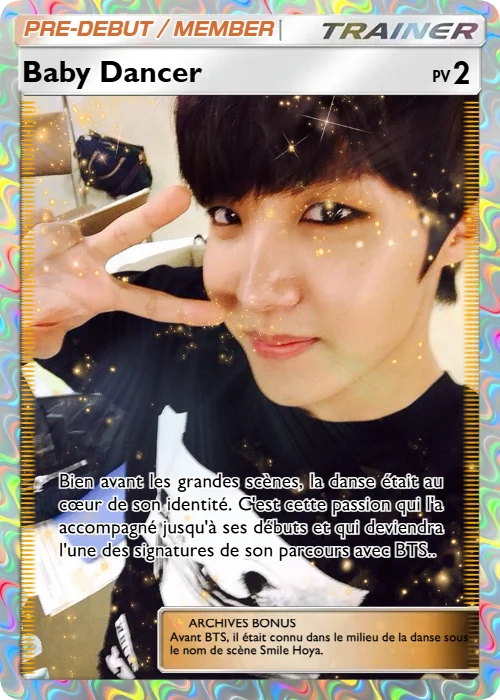 PRE-DEBUT / MEMBER
TRAINER
Baby Dancer
PV 2
Bien avant les grandes scènes, la danse était au
cœur de son identité. C'est cette passion qui l'a
accompagné jusqu'à ses débuts et qui deviendra
l'une des signatures de son parcours avec BTS..
ARCHIVES BONUS
Avant BTS, il était connu dans le milieu de la danse sous
le nom de scène Smile Hoya.